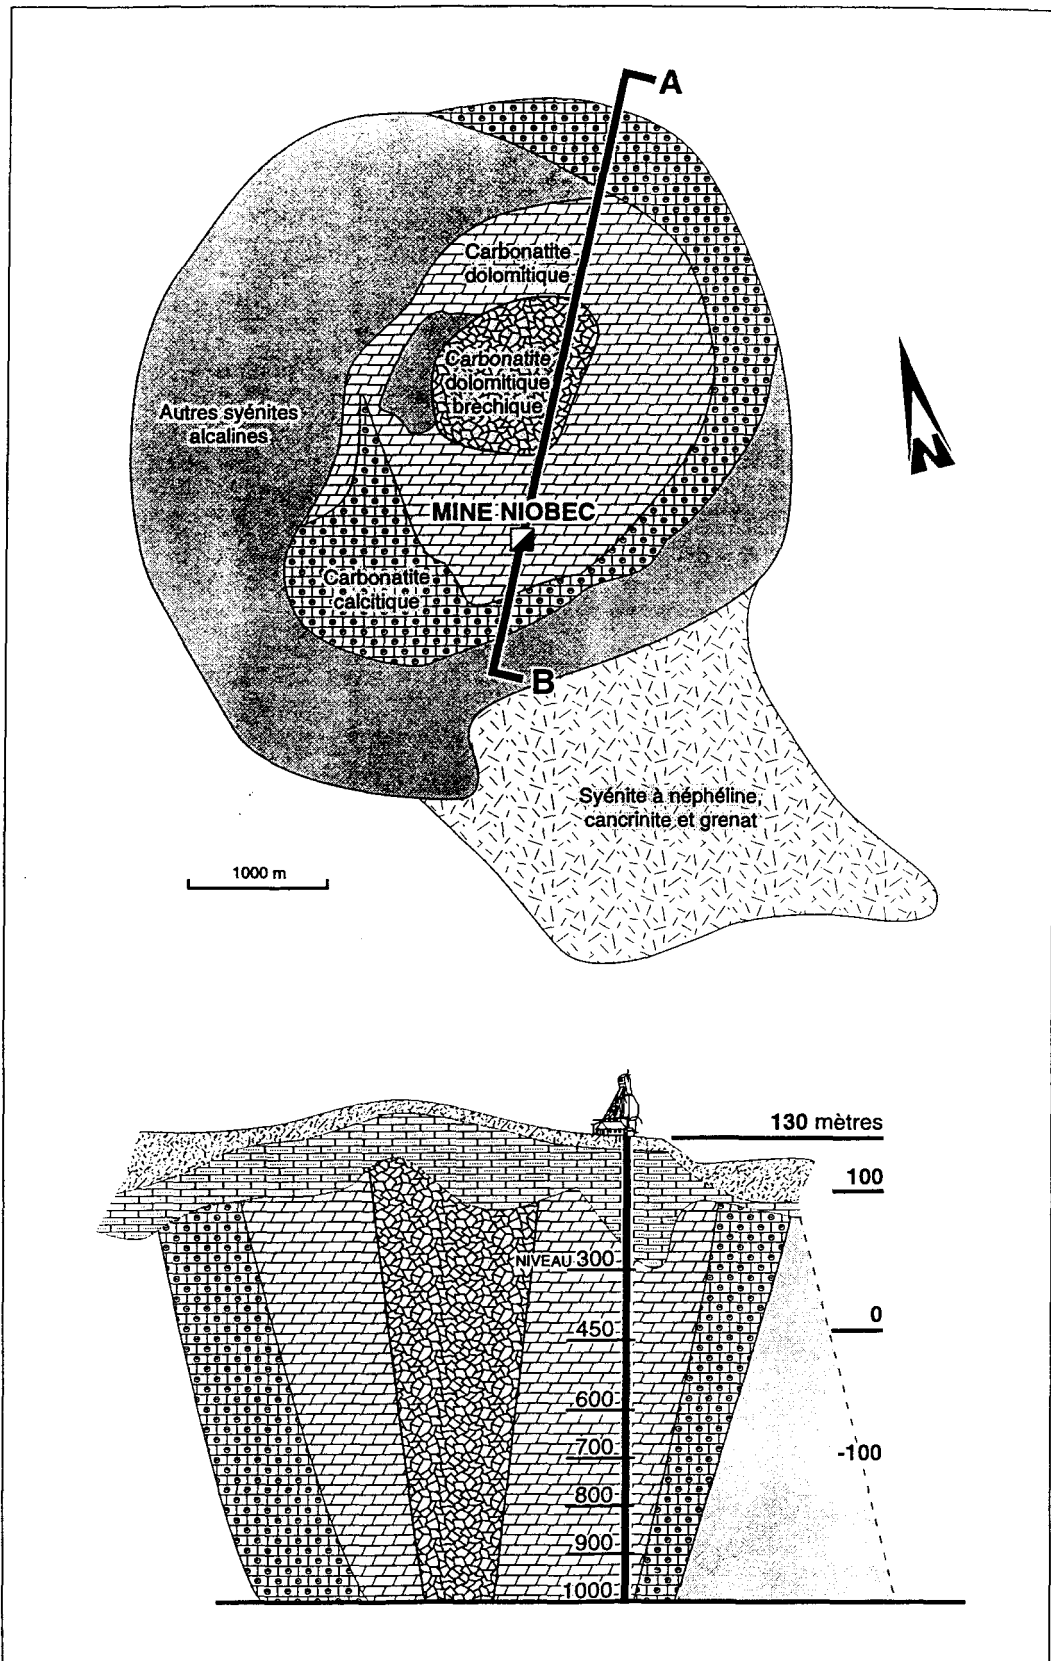 A
Carbonatite
dolomitique
Carbonatite
dolomitique
bréchique
Autres syénites
alcalines
N
MINE NIOBEC
Carbonatite
calcitique
B
Syénite à néphéline,
cancrinite et grenat
1000 m
130 mètres
100
NIVEAU 300
0
450
600
-100
700
800
900
1000